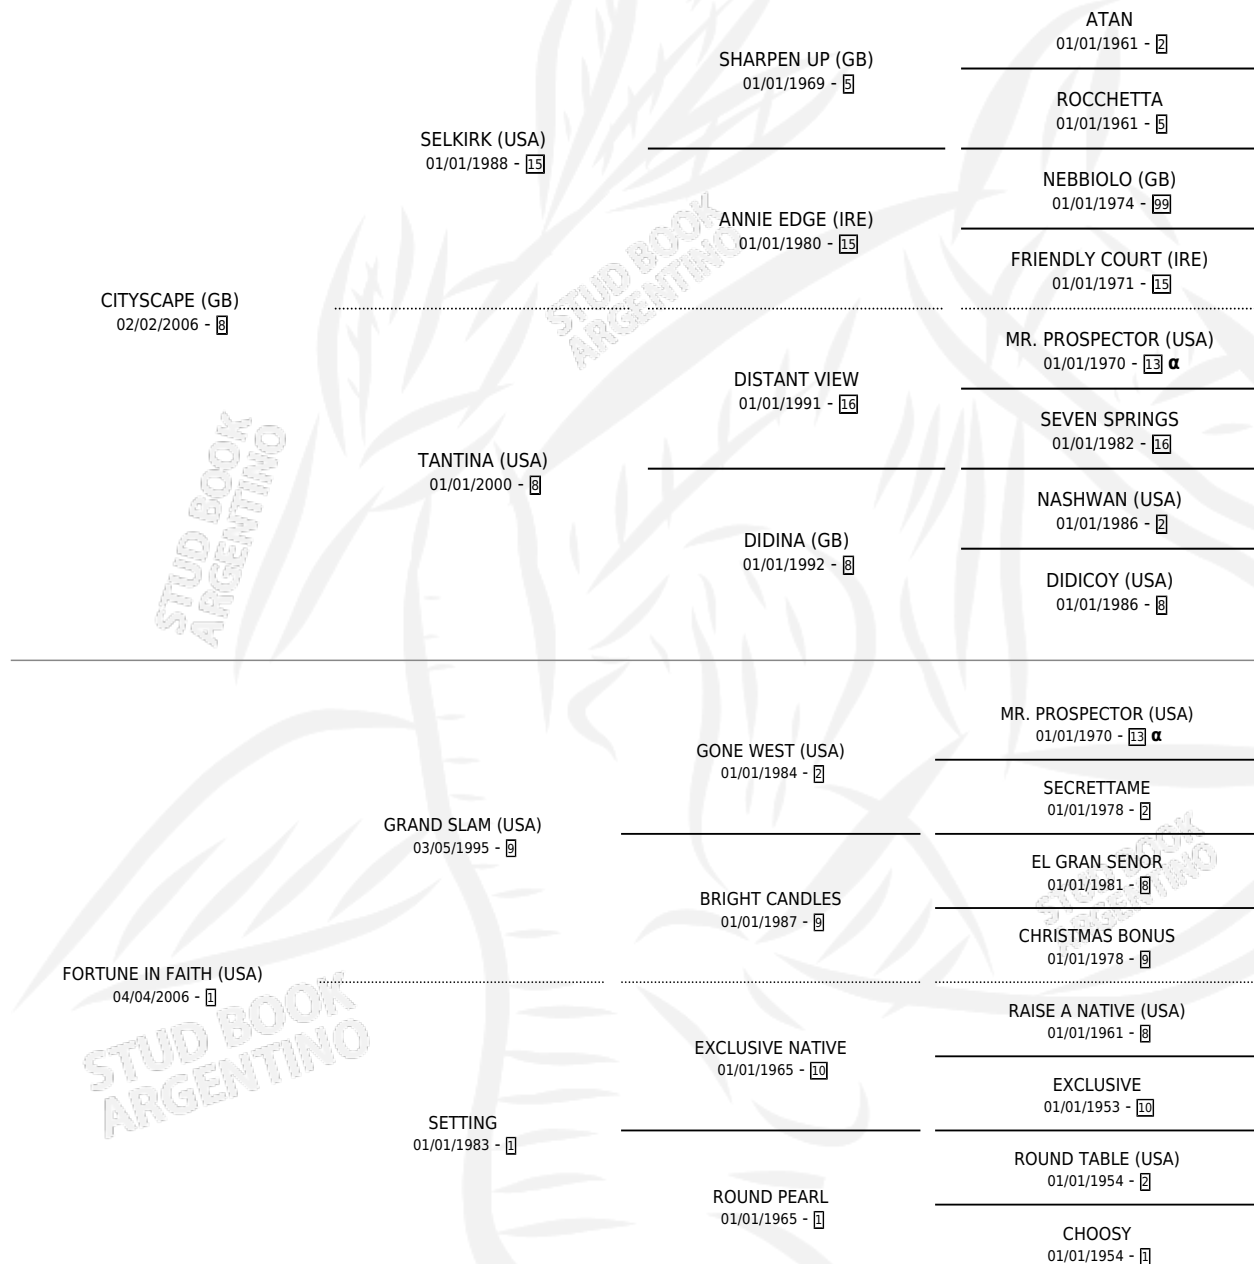 ATAN
01/01/1961 - 2
SHARPEN UP (GB)
01/01/1969 - 5
ROCCHETTA
01/01/1961 - 5
SELKIRK (USA)
01/01/1988 - 15
NEBBIOLO (GB)
01/01/1974 - 99
ANNIE EDGE (IRE)
01/01/1980 - 15
FRIENDLY COURT (IRE)
01/01/1971 - 15
STUD BOOK
ARGENTINO
CITYSCAPE (GB)
02/02/2006 - 8
MR. PROSPECTOR (USA)
01/01/1970 - 13 α
DISTANT VIEW
01/01/1991 - 16
SEVEN SPRINGS
01/01/1982 - 16
TANTINA (USA)
01/01/2000 - 8
NASHWAN (USA)
01/01/1986 - 2
DIDINA (GB)
01/01/1992 - 8
DIDICOY (USA)
01/01/1986 - 8
STUD BOOK
ARGENTINO
MR. PROSPECTOR (USA)
01/01/1970 - 13 α
GONE WEST (USA)
01/01/1984 - 2
SECRETTAME
01/01/1978 - 2
GRAND SLAM (USA)
03/05/1995 - 9
EL GRAN SENOR
01/01/1981 - 8
STUD BOOK
ARGENTINO
BRIGHT CANDLES
01/01/1987 - 9
CHRISTMAS BONUS
01/01/1978 - 9
FORTUNE IN FAITH (USA)
04/04/2006 - 1
STUD BOOK
ARGENTINO
RAISE A NATIVE (USA)
01/01/1961 - 8
EXCLUSIVE NATIVE
01/01/1965 - 10
EXCLUSIVE
01/01/1953 - 10
SETTING
01/01/1983 - 1
ROUND TABLE (USA)
01/01/1954 - 2
ROUND PEARL
01/01/1965 - 1
CHOOSY
01/01/1954 - 1